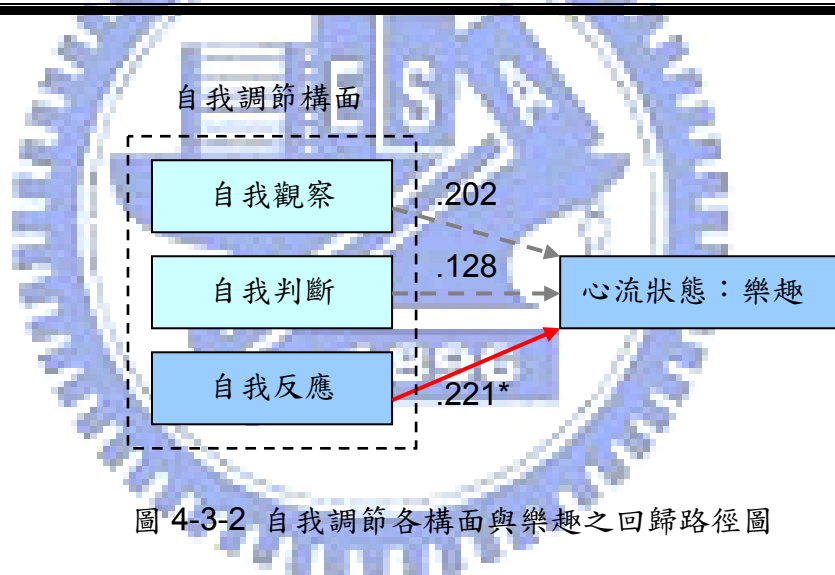 自我調節構面
自我觀察
.202
.128
自我判斷
心流狀態：樂趣
自我反應
.221*
圖 4-3-2 自我調節各構面與樂趣之回歸路徑圖